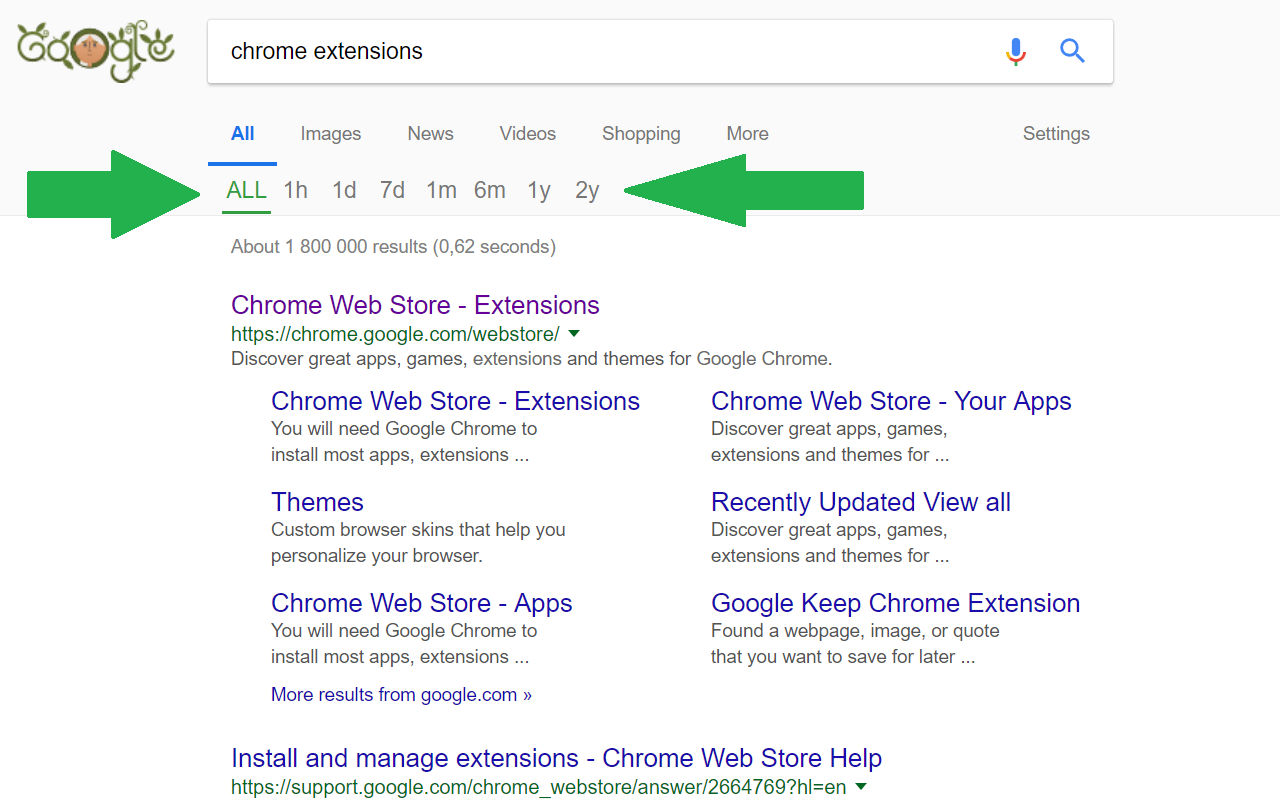 Google
chrome extensions
All Images News Videos Shopping More Settings
ALL 1h 1d 7d 1m 6m 1y 2y
About 1 800 000 results (0,62 seconds)
Chrome Web Store - Extensions
https://chrome.google.com/webstore/
Discover great apps, games, extensions and themes for Google Chrome.
Chrome Web Store - Extensions
You will need Google Chrome to
install most apps, extensions ...
Chrome Web Store - Your Apps
Discover great apps, games,
extensions and themes for ...
Themes
Custom browser skins that help you
personalize your browser.
Recently Updated View all
Discover great apps, games,
extensions and themes for ...
Chrome Web Store - Apps
You will need Google Chrome to
install most apps, extensions ...
Google Keep Chrome Extension
Found a webpage, image, or quote
that you want to save for later ...
More results from google.com »
Install and manage extensions - Chrome Web Store Help
https://support.google.com/chrome_webstore/answer/2664769?hl=en